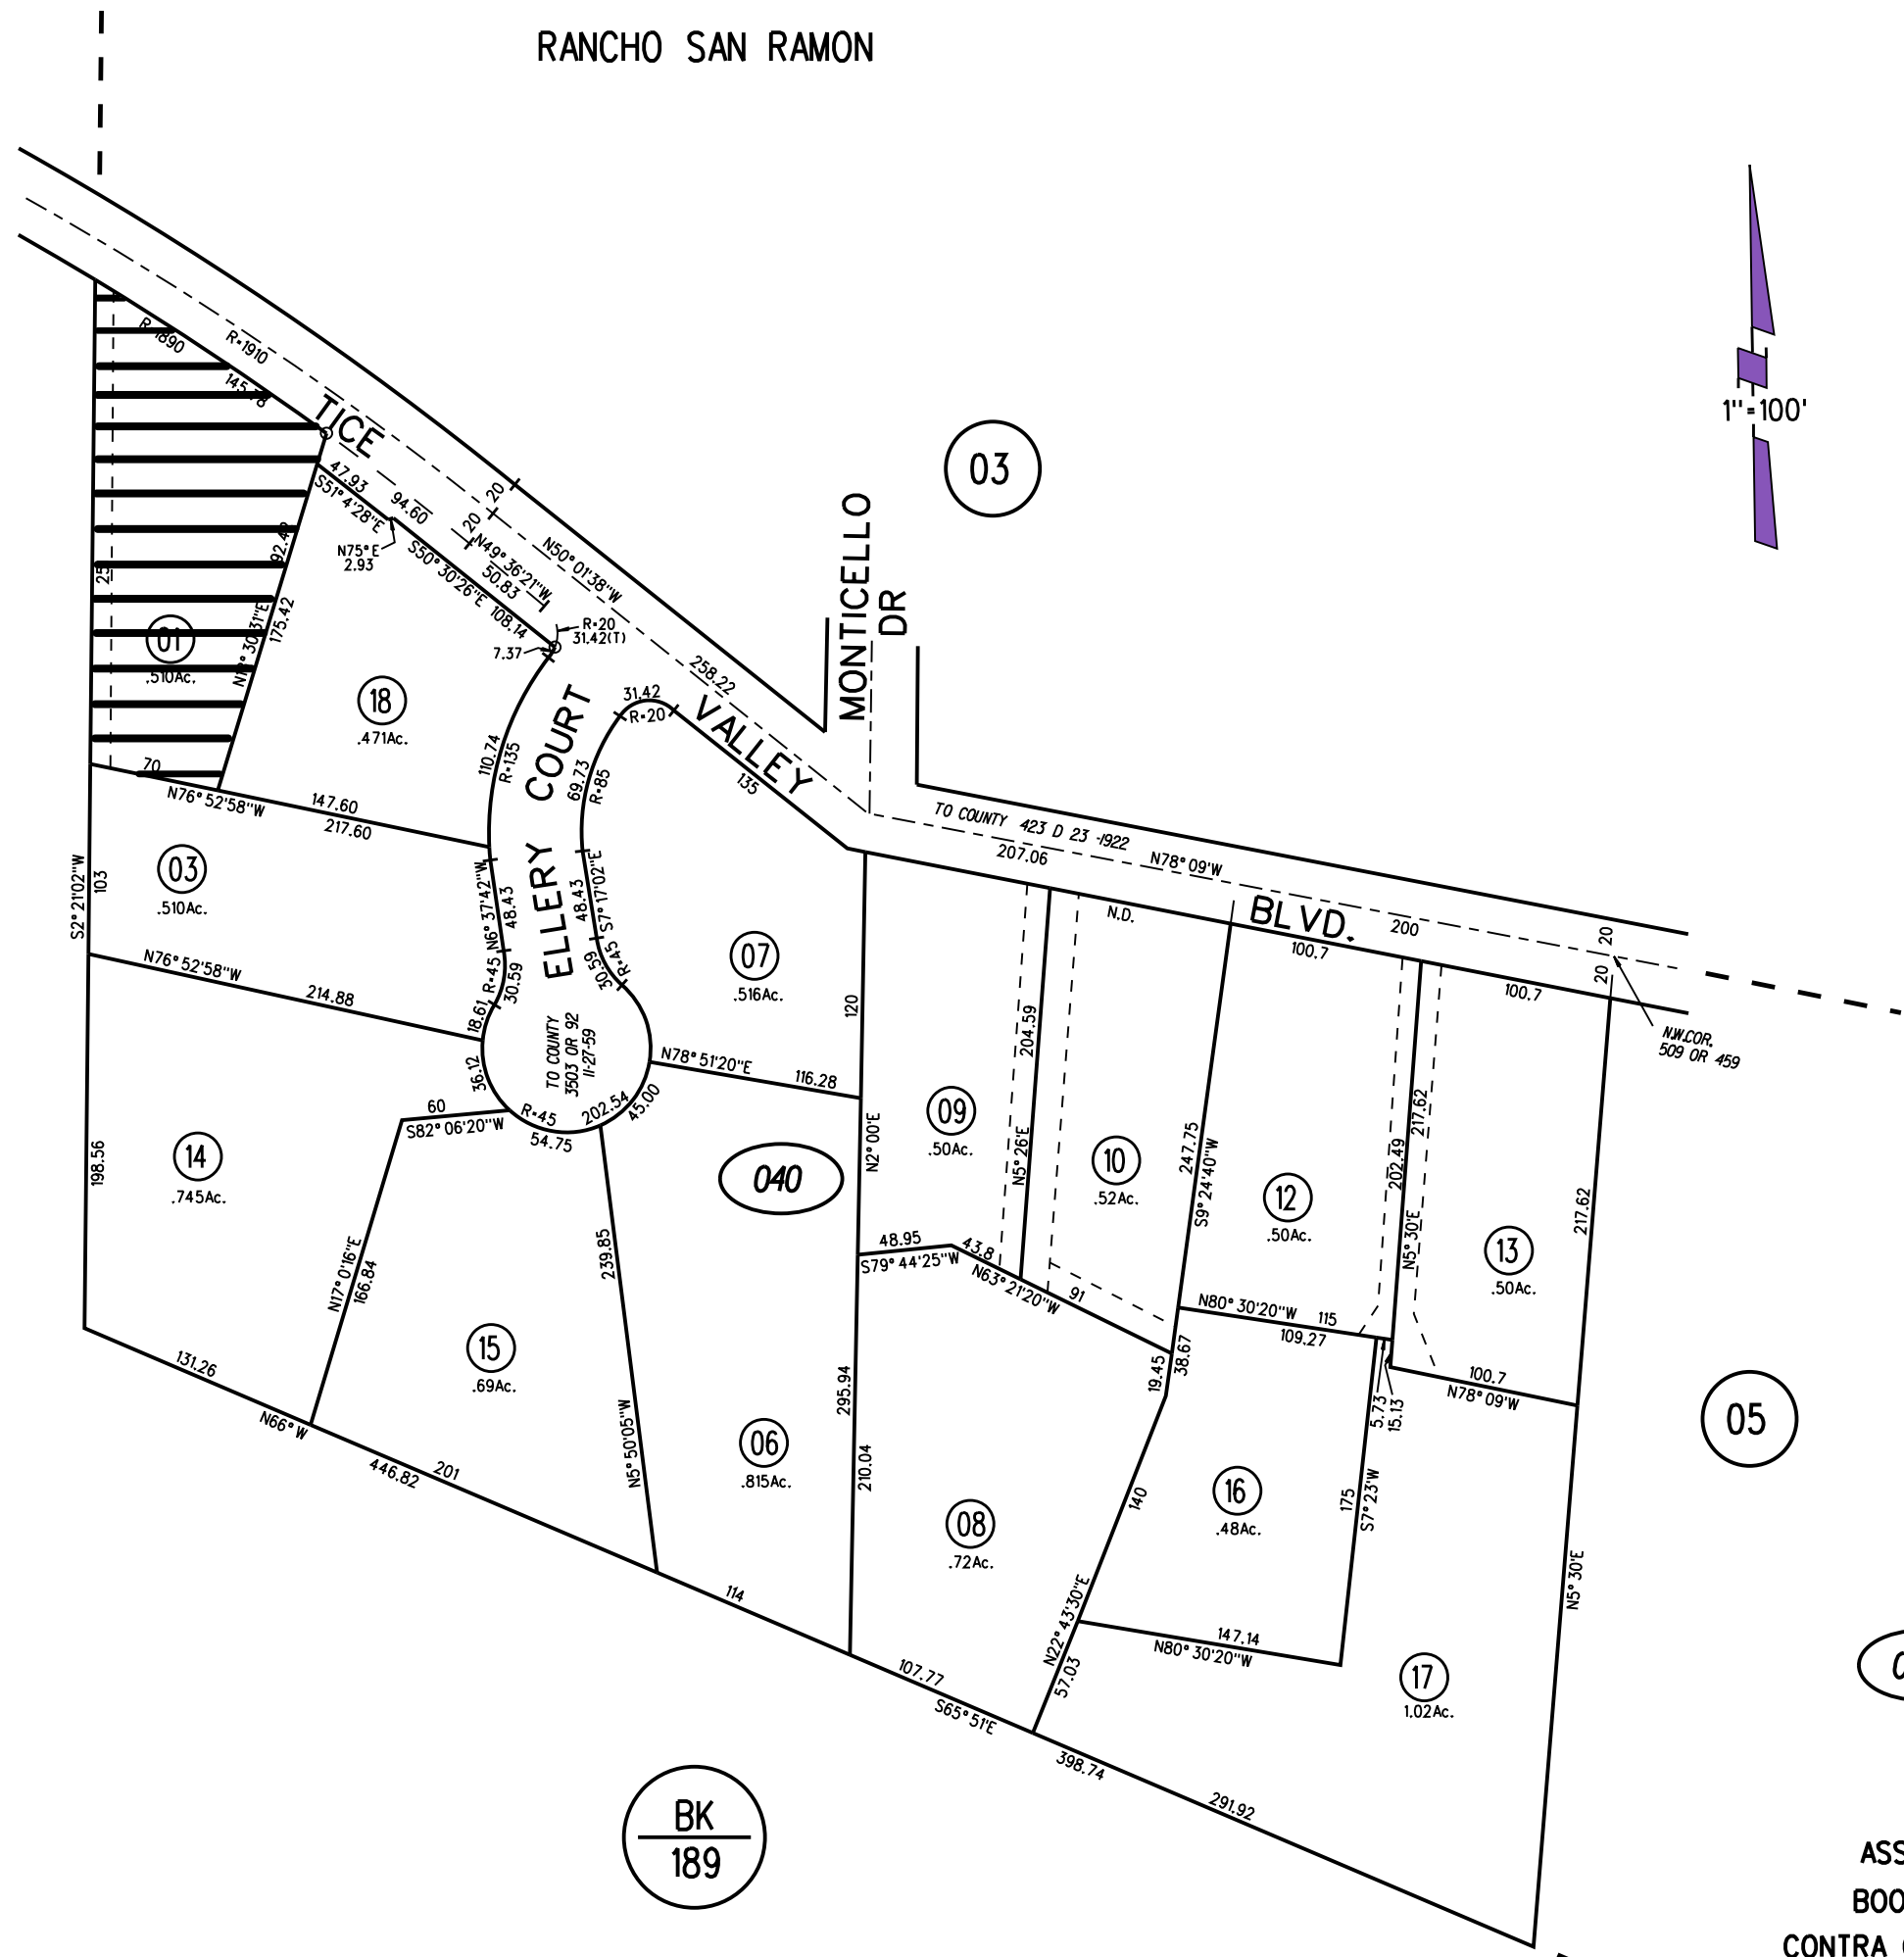 RANCHO SAN RAMON
1"=100'
R=1890
R=1910
145.78
TICE
03
47.93
S51°4'28"E
94.60
20
20
N75°E
2.93
S50°30'26"E
108.14
N49°36'21"W
50.83
N50°01'38"W
MONTICELLO
DR
25
175.42
01
.510Ac.
R=20
31.42(T)
7.37
258.22
18
.471Ac.
31.42
R=20
VALLEY
135
110.74
R=135
ELLERY COURT
69.73
R=85
70
N76°52'58"W
147.60
217.60
TO COUNTY 423 D 23 -1922
207.06
N78°09'W
S2°21'02"W
103
03
.510Ac.
N6°37'42"W
48.43
48.43
S7°17'02"E
N.D.
BLVD.
100.7
200
20
20
100.7
N.W.COR.
509 OR 459
N76°52'58"W
214.88
R=45
30.59
18.61
30.59
R=45
07
.516Ac.
120
204.59
TO COUNTY
3503 OR 92
11-27-59
36.12
N78°51'20"E
116.28
60
S82°06'20"W
R=45
202.54
45.00
54.75
040
N2°00'E
09
.50Ac.
N5°26'E
10
.52Ac.
247.75
S9°24'40"W
12
.50Ac.
202.49
217.62
N5°30'E
13
.50Ac.
217.62
14
.745Ac.
198.56
N17°0'16"E
166.84
239.85
48.95
S79°44'25"W
43.8
N63°21'20"W
91
N80°30'20"W
115
109.27
19.45
38.67
5.73
15.13
100.7
N78°09'W
05
131.26
15
.69Ac.
N66°W
446.82
201
N5°50'05"W
06
.815Ac.
295.94
210.04
08
.72Ac.
140
16
.48Ac.
175
S7°23'W
N5°30'E
114
N22°43'30"E
57.03
147.14
N80°30'20"W
17
1.02Ac.
107.77
S65°51'E
398.74
291.92
BK
189
ASS
BOO
CONTRA